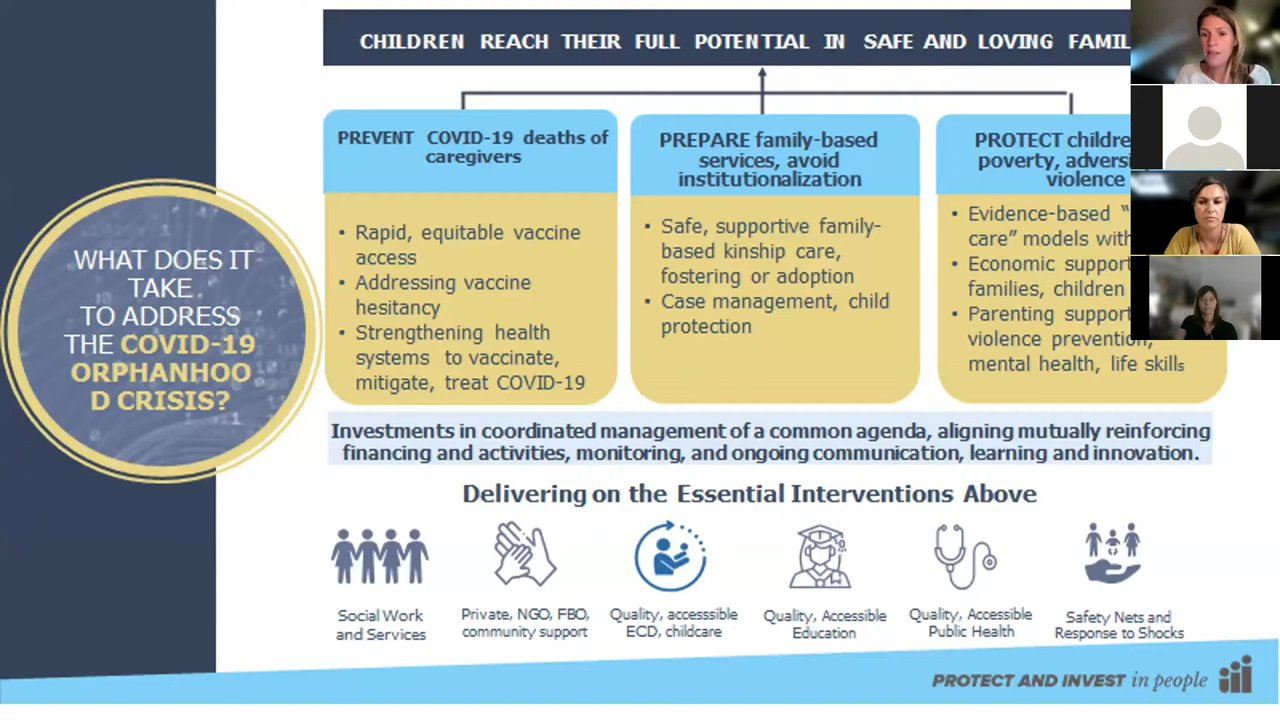 CHILDREN REACH THEIR FULL POTENTIAL IN SAFE AND LOVING FAMIL
WHAT DOES IT
TAKE
TO ADDRESS
THE COVID-19
ORPHANHOO
D CRISIS?
PREVENT COVID-19 deaths of
caregivers
• Rapid, equitable vaccine
access
• Addressing vaccine
hesitancy
• Strengthening health
systems to vaccinate,
mitigate, treat COVID-19
PREPARE family-based
services, avoid
institutionalization
• Safe, supportive family-
based kinship care,
fostering or adoption
• Case management, child
protection
PROTECT childre
poverty, adversi
violence
• Evidence-based "
care" models with
• Economic support
families, children
• Parenting support
violence prevention,
mental health, life skills
Investments in coordinated management of a common agenda, aligning mutually reinforcing
financing and activities, monitoring, and ongoing communication, learning and innovation.
Delivering on the Essential Interventions Above
Social Work
and Services
Private, NGO, FBO,
community support
Quality, accesssible
ECD, childcare
Quality, Accessible
Education
Quality, Accessible
Public Health
Safety Nets and
Response to Shocks
PROTECT AND INVEST in people